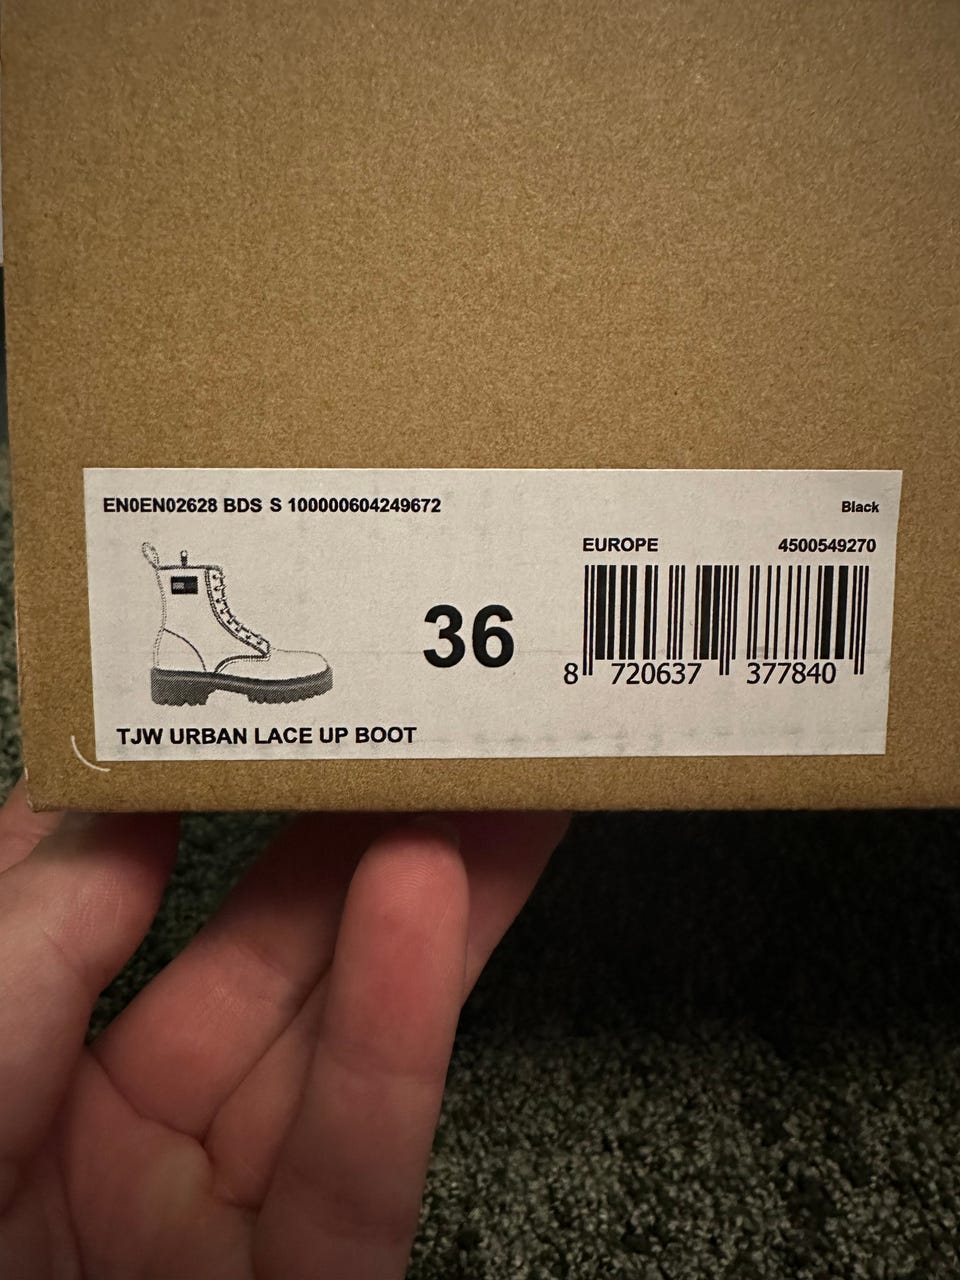 EN0EN02628 BDS S 100000604249672
Black
EUROPE
4500549270
36
8 720637 377840
TJW URBAN LACE UP BOOT